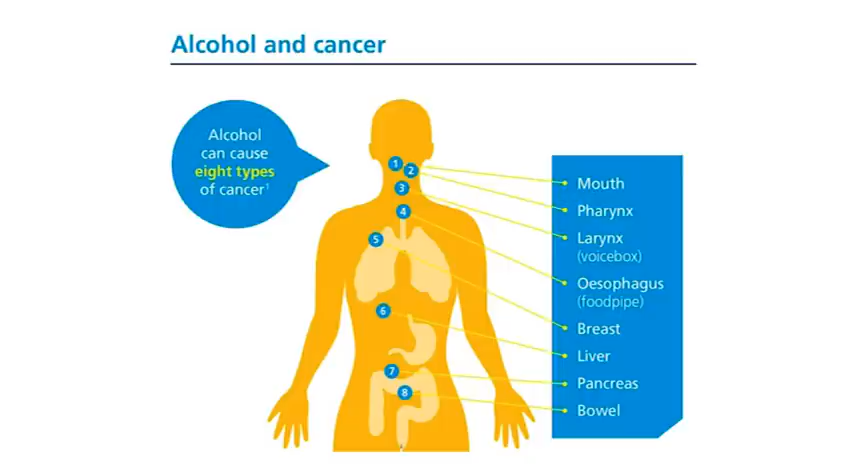 Alcohol and cancer
Alcohol
can cause
eight types
of cancer¹
1
2
3
4
5
6
7
8
Mouth
Pharynx
Larynx
(voicebox)
Oesophagus
(foodpipe)
Breast
Liver
Pancreas
Bowel